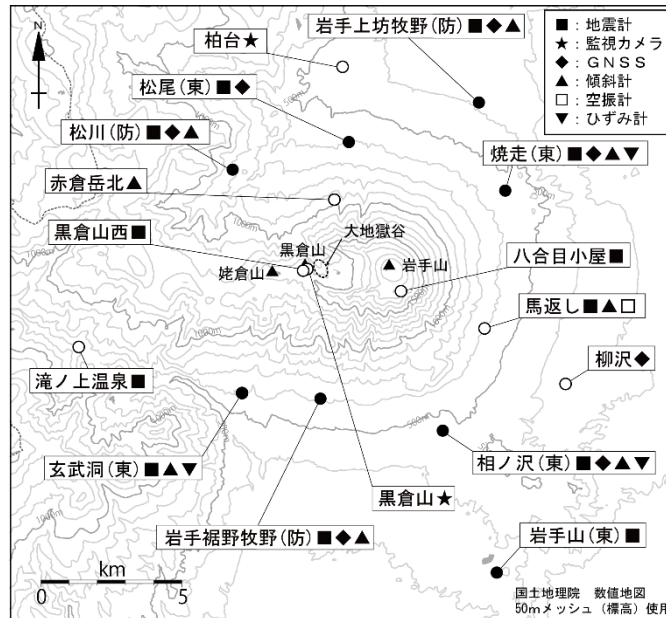 N
岩手上坊牧野(防)■◆▲
■ : 地震計
★ : 監視カメラ
◆ : GNSS
▲ : 傾斜計
□ : 空振計
▼ : ひずみ計
柏台★
松尾(東)■◆
松川(防)■◆▲
焼走(東)■◆▲▼
赤倉岳北▲
黒倉山西■
大地獄谷
黒倉山
姥倉山
岩手山
八合目小屋■
馬返し■▲□
柳沢◆
滝ノ上温泉■
玄武洞(東)■▲▼
相ノ沢(東)■◆▲▼
黒倉山★
岩手裾野牧野(防)■◆▲
岩手山(東)■
km
0 5
国土地理院 数値地図
50mメッシュ(標高)使用
500m
1000m
1000m
1000m
500m